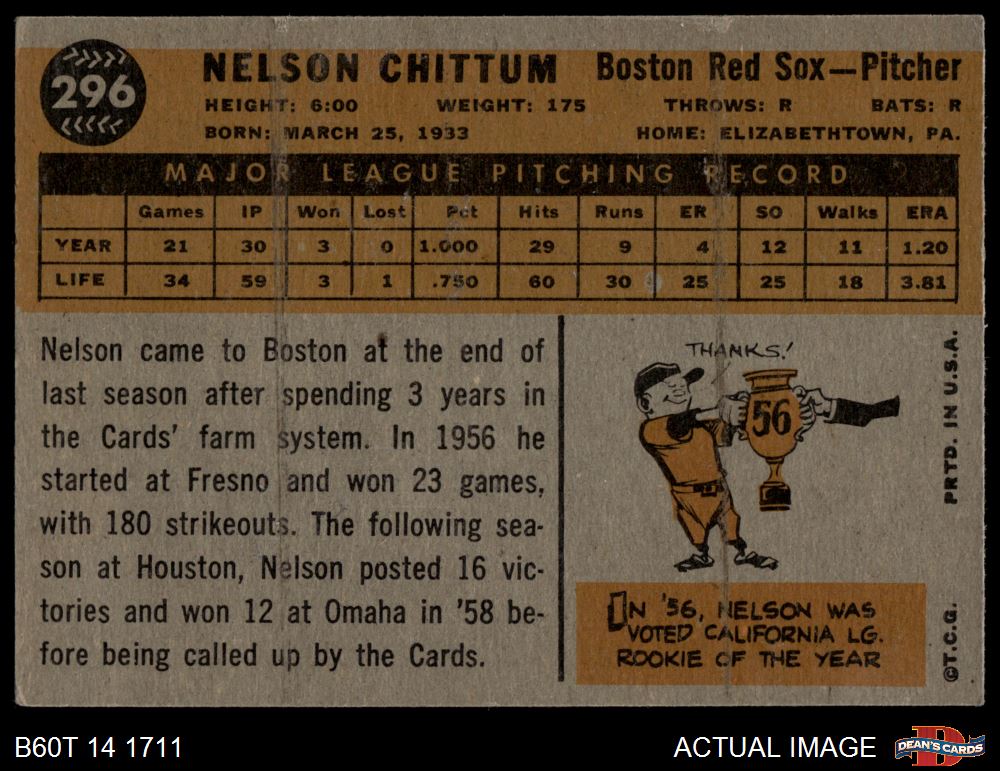 296
NELSON CHITTUM Boston Red Sox—Pitcher
HEIGHT: 6:00 WEIGHT: 175 THROWS: R BATS: R
BORN: MARCH 25, 1933 HOME: ELIZABETHTOWN, PA.
MAJOR LEAGUE PITCHING RECORD
Games IP Won Lost Pct Hits Runs ER SO Walks ERA
YEAR 21 30 3 0 1.000 29 9 4 12 11 1.20
LIFE 34 59 3 1 .750 60 30 25 25 18 3.81
Nelson came to Boston at the end of
last season after spending 3 years in
the Cards' farm system. In 1956 he
started at Fresno and won 23 games,
with 180 strikeouts. The following sea-
son at Houston, Nelson posted 16 vic-
tories and won 12 at Omaha in '58 be-
fore being called up by the Cards.
THANKS!
56
IN '56, NELSON WAS
VOTED CALIFORNIA LG.
ROOKIE OF THE YEAR
©T.C.G. PRTD. IN U.S.A.
B60T 14 1711 ACTUAL IMAGE
D
DEAN'S CARDS